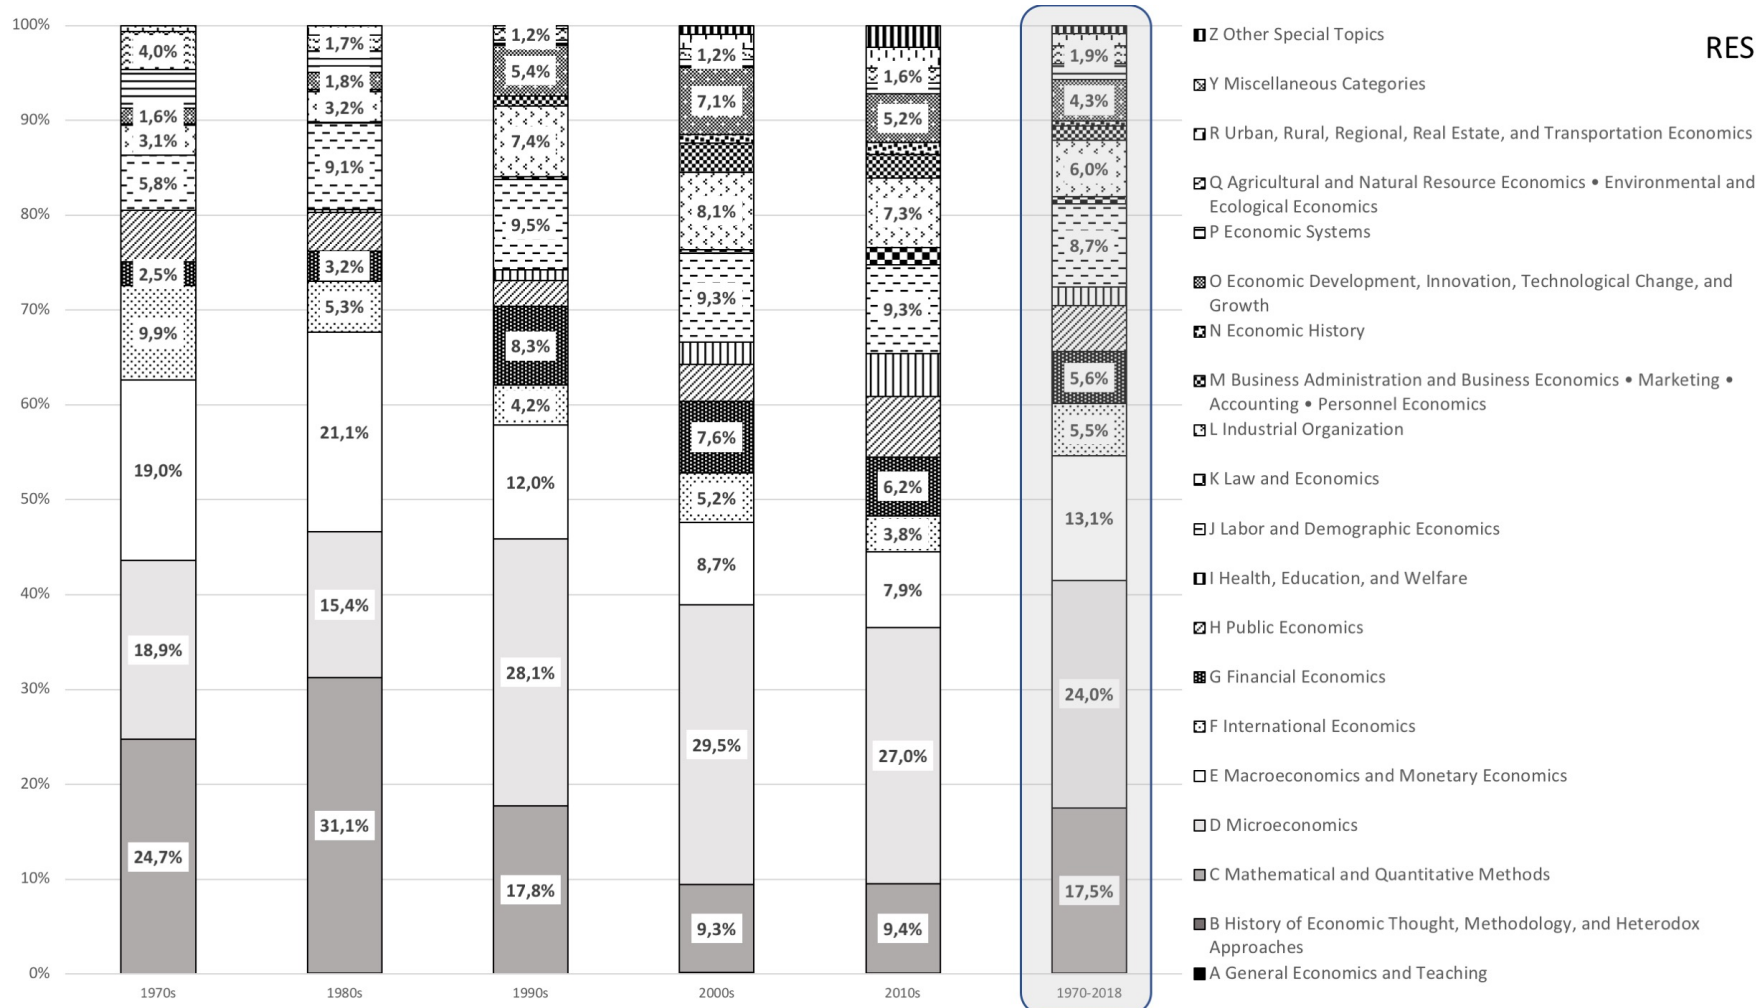 RES
100%
90%
80%
70%
60%
50%
40%
30%
20%
10%
0%
4,0%
1,6%
3,1%
5,8%
2,5%
9,9%
19,0%
18,9%
24,7%
1970s
1,7%
1,8%
3,2%
9,1%
3,2%
5,3%
21,1%
15,4%
31,1%
1980s
1,2%
5,4%
7,4%
9,5%
8,3%
4,2%
12,0%
28,1%
17,8%
1990s
1,2%
7,1%
8,1%
9,3%
7,6%
5,2%
8,7%
29,5%
9,3%
2000s
1,6%
5,2%
7,3%
9,3%
6,2%
3,8%
7,9%
27,0%
9,4%
2010s
1,9%
4,3%
6,0%
8,7%
5,6%
5,5%
13,1%
24,0%
17,5%
1970-2018
Z Other Special Topics
Y Miscellaneous Categories
R Urban, Rural, Regional, Real Estate, and Transportation Economics
Q Agricultural and Natural Resource Economics • Environmental and
Ecological Economics
P Economic Systems
O Economic Development, Innovation, Technological Change, and
Growth
N Economic History
M Business Administration and Business Economics • Marketing •
Accounting • Personnel Economics
L Industrial Organization
K Law and Economics
J Labor and Demographic Economics
I Health, Education, and Welfare
H Public Economics
G Financial Economics
F International Economics
E Macroeconomics and Monetary Economics
D Microeconomics
C Mathematical and Quantitative Methods
B History of Economic Thought, Methodology, and Heterodox
Approaches
A General Economics and Teaching